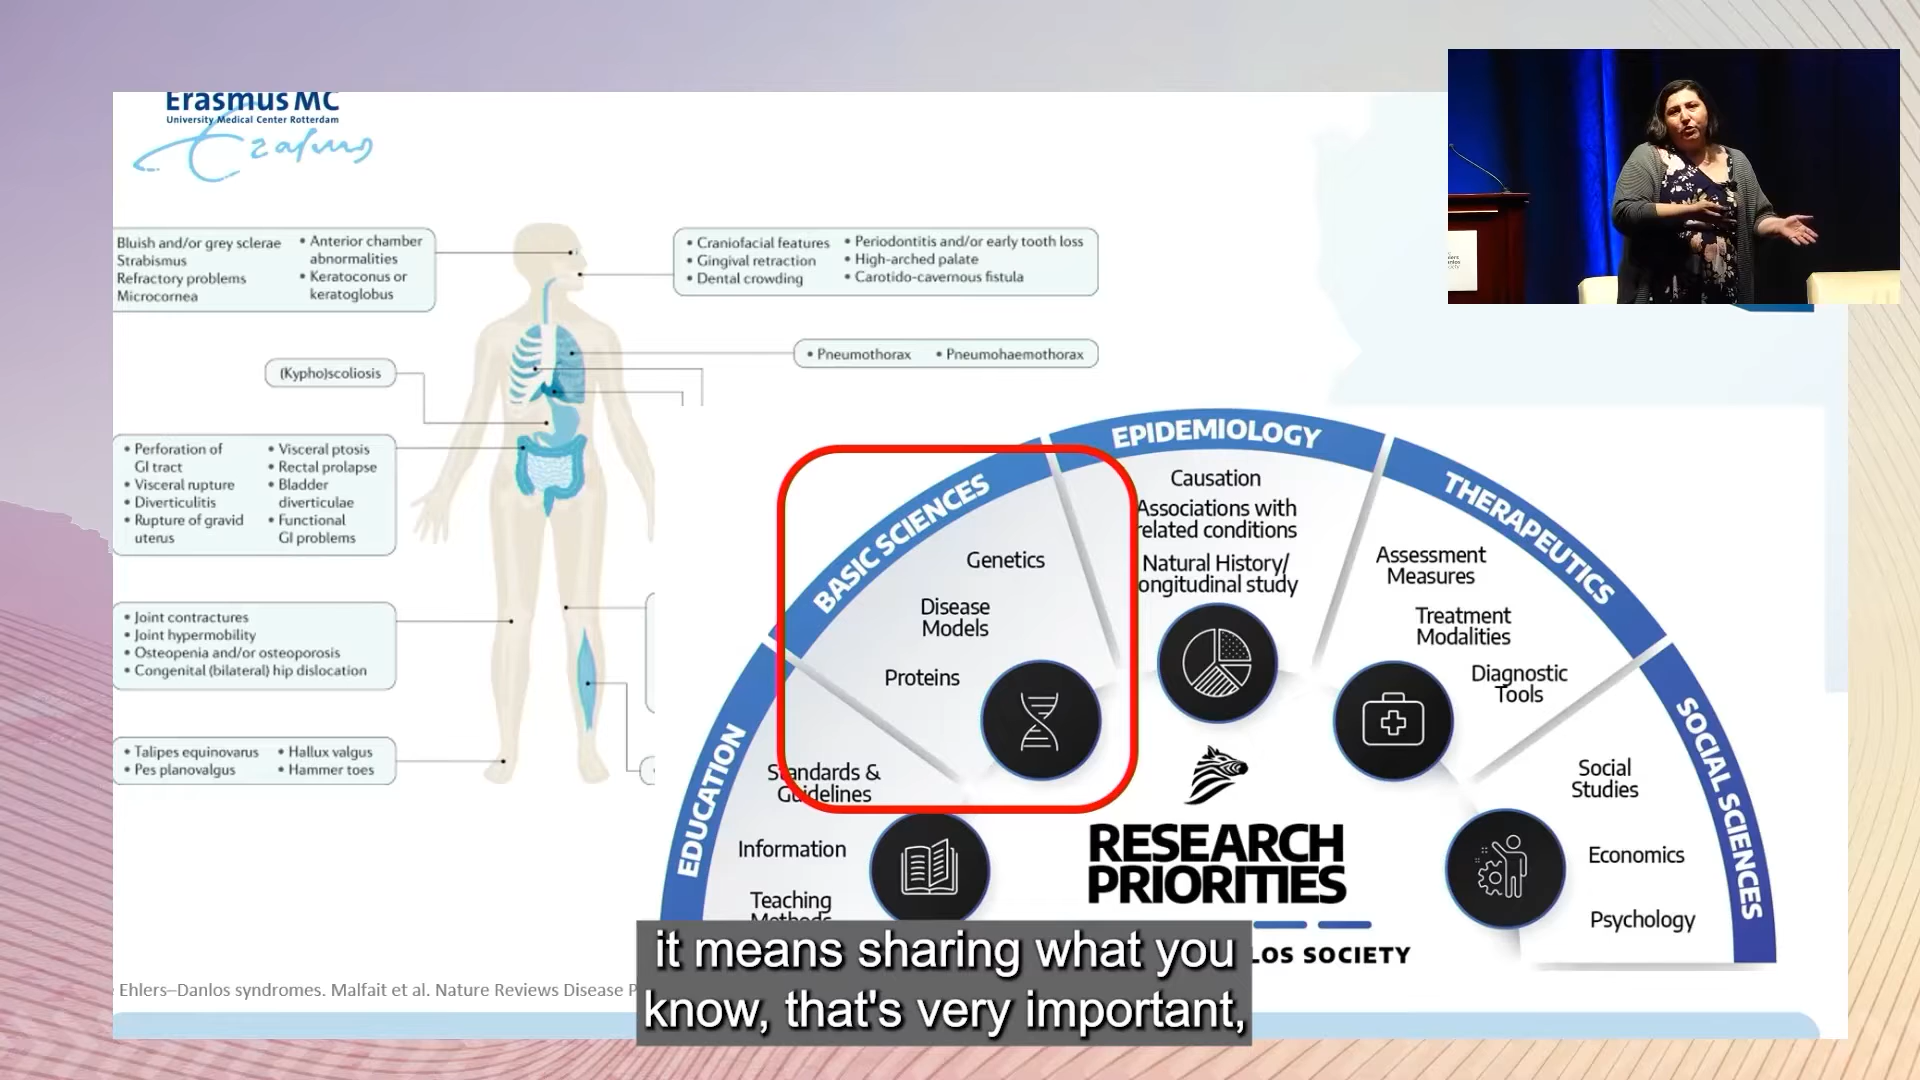 Erasmus MC
University Medical Center Rotterdam
Erasmus
Bluish and/or grey sclerae
Strabismus
Refractory problems
Microcornea
• Anterior chamber
abnormalities
• Keratoconus or
keratoglobus
• Craniofacial features
• Gingival retraction
• Dental crowding
• Periodontitis and/or early tooth loss
• High-arched palate
• Carotido-cavernous fistula
• Pneumothorax • Pneumohaemothorax
(Kypho)scoliosis
• Perforation of
GI tract
• Visceral rupture
• Diverticulitis
• Rupture of gravid
uterus
• Visceral ptosis
• Rectal prolapse
• Bladder
diverticulae
• Functional
GI problems
• Joint contractures
• Joint hypermobility
• Osteopenia and/or osteoporosis
• Congenital (bilateral) hip dislocation
• Talipes equinovarus
• Pes planovalgus
• Hallux valgus
• Hammer toes
EDUCATION
Standards &
Guidelines
Information
Teaching
Methods
BASIC SCIENCES
Genetics
Disease
Models
Proteins
EPIDEMIOLOGY
Causation
Associations with
related conditions
Natural History/
ongitudinal study
THERAPEUTICS
Assessment
Measures
Treatment
Modalities
Diagnostic
Tools
SOCIAL SCIENCES
Social
Studies
Economics
Psychology
RESEARCH
PRIORITIES
LOS SOCIETY
Ehlers–Danlos syndromes. Malfait et al. Nature Reviews Disease P
it means sharing what you
know, that's very important,